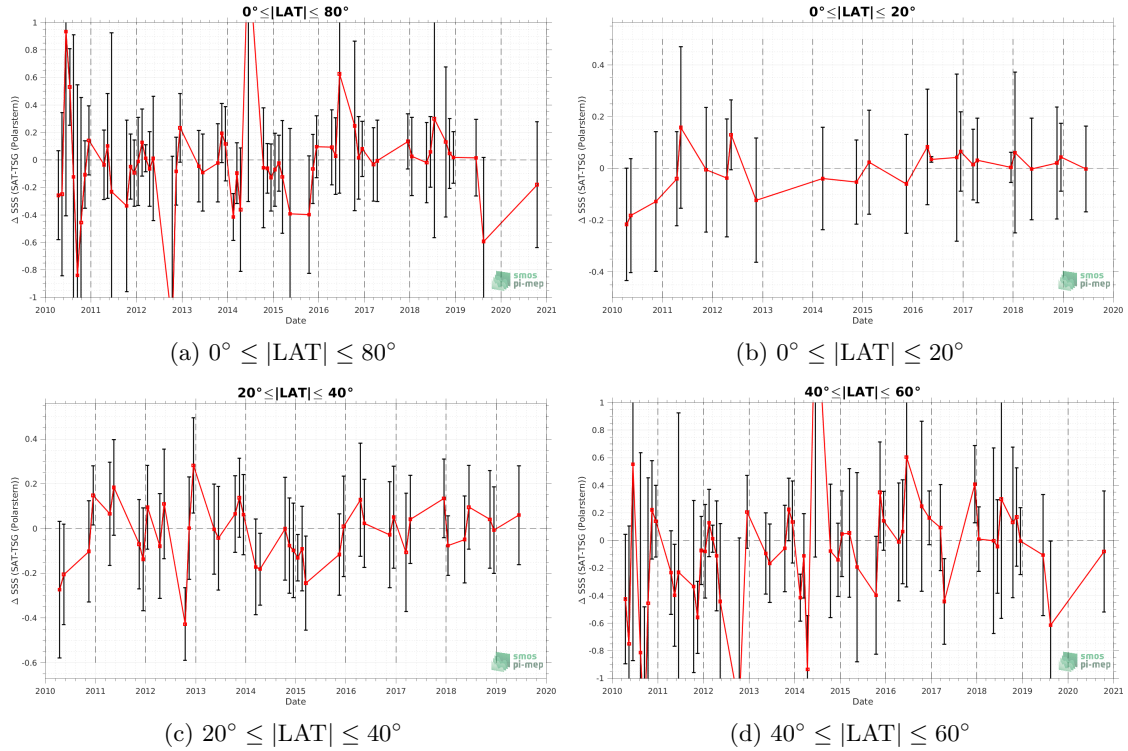 0°≤|LAT|≤ 80°
Δ SSS (SAT-TSG (Polarstern))
1
0.8
0.6
0.4
0.2
0
-0.2
-0.4
-0.6
-0.8
-1
2010 2011 2012 2013 2014 2015 2016 2017 2018 2019 2020 2021
Date
smos
pi-mep
(a) 0° ≤ |LAT| ≤ 80°
0°≤|LAT|≤ 20°
Δ SSS (SAT-TSG (Polarstern))
0.4
0.2
0
-0.2
-0.4
2010 2011 2012 2013 2014 2015 2016 2017 2018 2019 2020
Date
smos
pi-mep
(b) 0° ≤ |LAT| ≤ 20°
20°≤|LAT|≤ 40°
Δ SSS (SAT-TSG (Polarstern))
0.4
0.2
0
-0.2
-0.4
-0.6
2010 2011 2012 2013 2014 2015 2016 2017 2018 2019 2020
Date
smos
pi-mep
(c) 20° ≤ |LAT| ≤ 40°
40°≤|LAT|≤ 60°
Δ SSS (SAT-TSG (Polarstern))
1
0.8
0.6
0.4
0.2
0
-0.2
-0.4
-0.6
-0.8
-1
2010 2011 2012 2013 2014 2015 2016 2017 2018 2019 2020 2021
Date
smos
pi-mep
(d) 40° ≤ |LAT| ≤ 60°